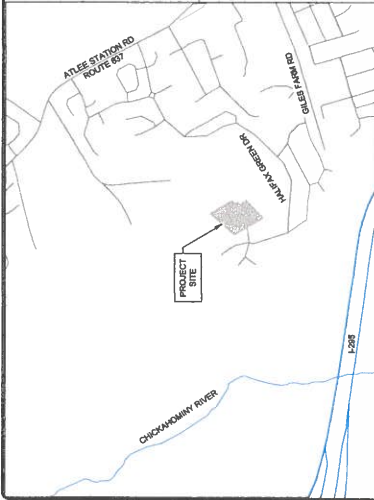 ATLEE STATION RD
ROUTE 637
GILES FARM RD
HALIFAX GREEN DR
PROJECT
SITE
I-295
CHICKAHOMINY RIVER